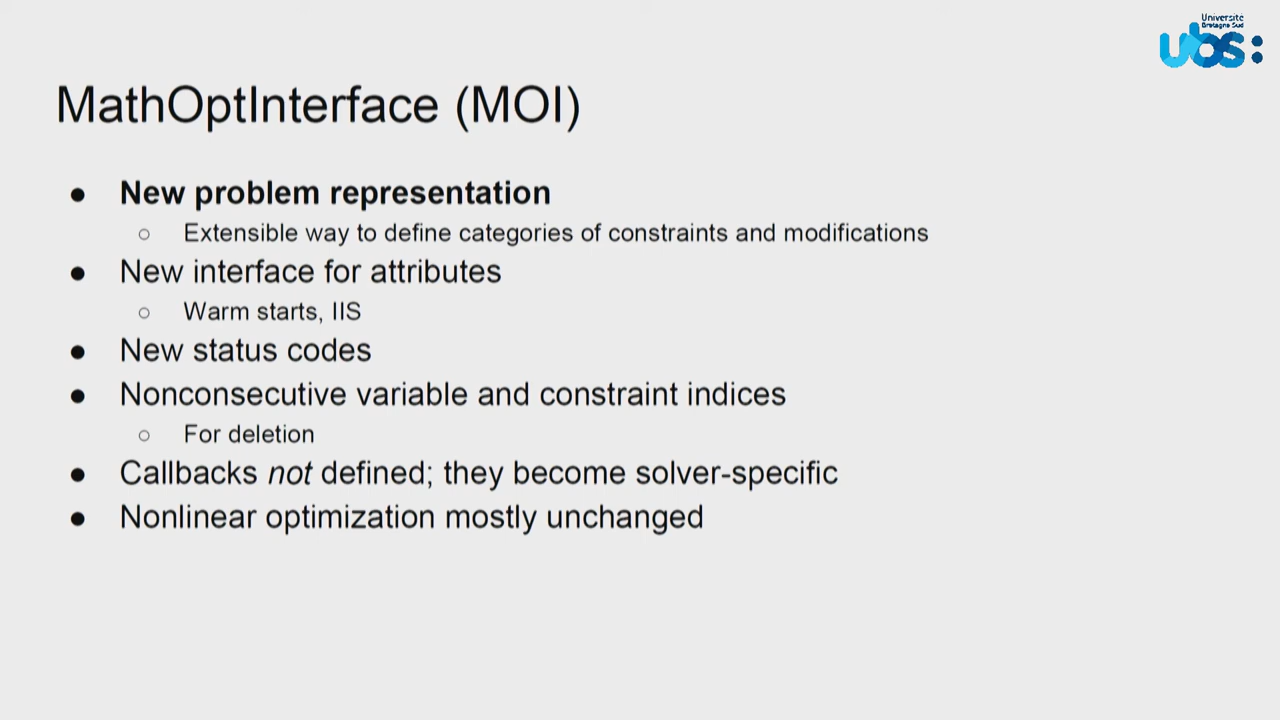 Université
Bretagne Sud
ubs:
MathOptInterface (MOI)
● New problem representation
○ Extensible way to define categories of constraints and modifications
● New interface for attributes
○ Warm starts, IIS
● New status codes
● Nonconsecutive variable and constraint indices
○ For deletion
● Callbacks not defined; they become solver-specific
● Nonlinear optimization mostly unchanged